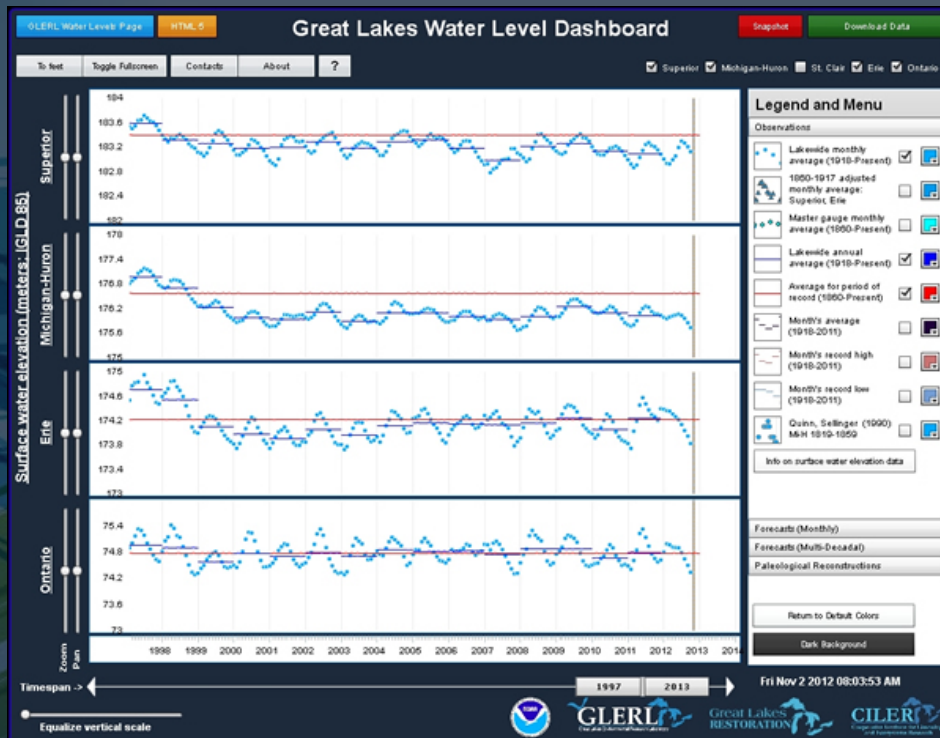 GLERL Water Levels Page
HTML 5
Great Lakes Water Level Dashboard
Snapshot
Download Data
To feet
Toggle Fullscreen
Contacts
About
?
Superior
Michigan-Huron
St. Clair
Erie
Ontario
Surface water elevation (meters; IGLD 85)
Superior
184
183.6
183.2
182.8
182.4
182
Michigan-Huron
178
177.4
176.8
176.2
175.6
175
Erie
175
174.6
174.2
173.8
173.4
173
Ontario
75.4
74.8
74.2
73.6
73
1998 1999 2000 2001 2002 2003 2004 2005 2006 2007 2008 2009 2010 2011 2012 2013 2014
Zoom
Pan
Legend and Menu
Observations
Lakewide monthly
average (1918-Present)
1860-1917 adjusted
monthly average:
Superior, Erie
Master gauge monthly
average (1860-Present)
Lakewide annual
average (1918-Present)
Average for period of
record (1860-Present)
Month's average
(1918-2011)
Month's record high
(1918-2011)
Month's record low
(1918-2011)
Quinn, Sellinger (1990)
M-H 1819-1859
Info on surface water elevation data
Forecasts (Monthly)
Forecasts (Multi-Decadal)
Paleological Reconstructions
Return to Default Colors
Dark Background
Timespan ->
1997
2013
Fri Nov 2 2012 08:03:53 AM
Equalize vertical scale
GLERL
Great Lakes
RESTORATION
CILER